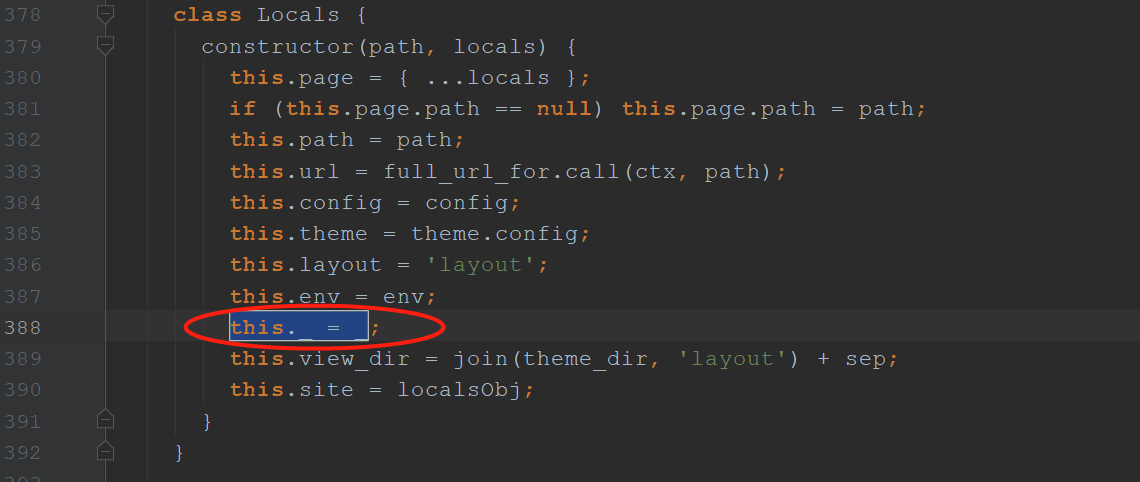 378 class Locals {
379 constructor(path, locals) {
380 this.page = { ...locals };
381 if (this.page.path == null) this.page.path = path;
382 this.path = path;
383 this.url = full_url_for.call(ctx, path);
384 this.config = config;
385 this.theme = theme.config;
386 this.layout = 'layout';
387 this.env = env;
388 this._ = _;
389 this.view_dir = join(theme_dir, 'layout') + sep;
390 this.site = localsObj;
391 }
392 }